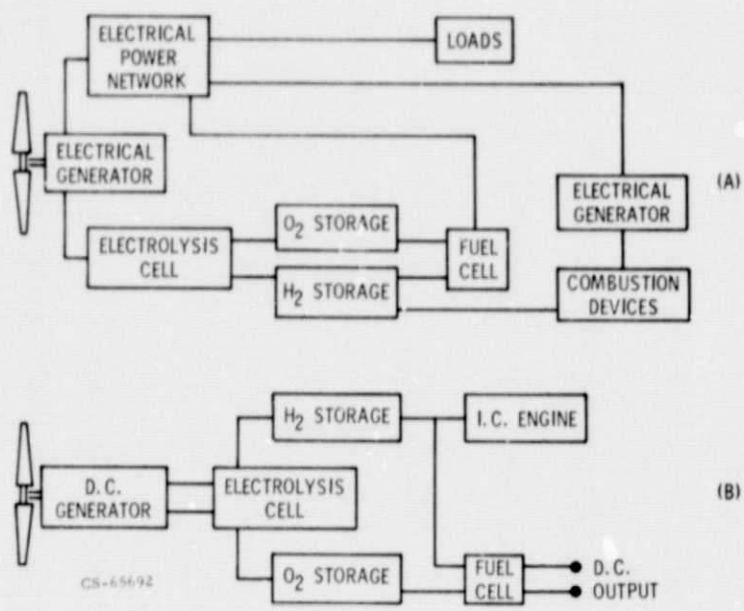 ELECTRICAL
POWER
NETWORK
LOADS
ELECTRICAL
GENERATOR
ELECTRICAL
GENERATOR
(A)
ELECTROLYSIS
CELL
O2 STORAGE
H2 STORAGE
FUEL
CELL
COMBUSTION
DEVICES
H2 STORAGE
I.C. ENGINE
D.C.
GENERATOR
ELECTROLYSIS
CELL
(B)
O2 STORAGE
FUEL
CELL
D.C.
OUTPUT
CS-65692